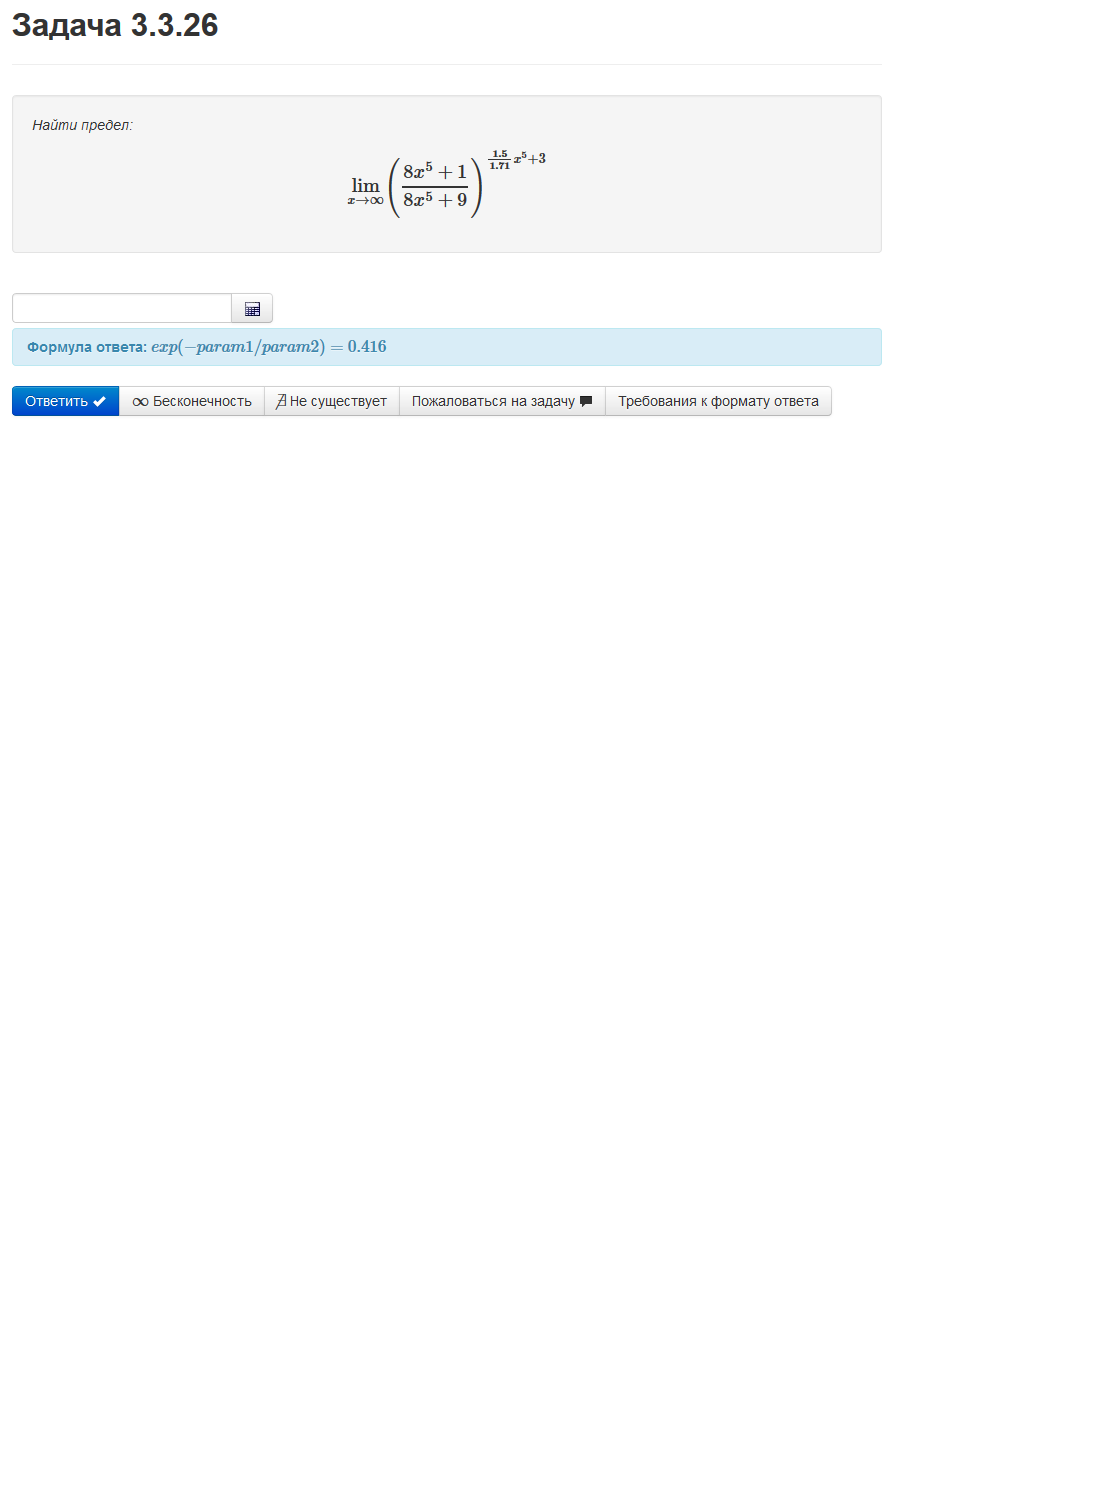 Задача 3.3.26
Найти предел:
\lim_{x \to \infty} \left( \frac{8x^5 + 1}{8x^5 + 9} \right)^{\frac{1.5}{1.71} x^5 + 3}
Формула ответа: exp(−param1/param2) = 0.416
Ответить ∞ Бесконечность ∄ Не существует Пожаловаться на задачу Требования к формату ответа